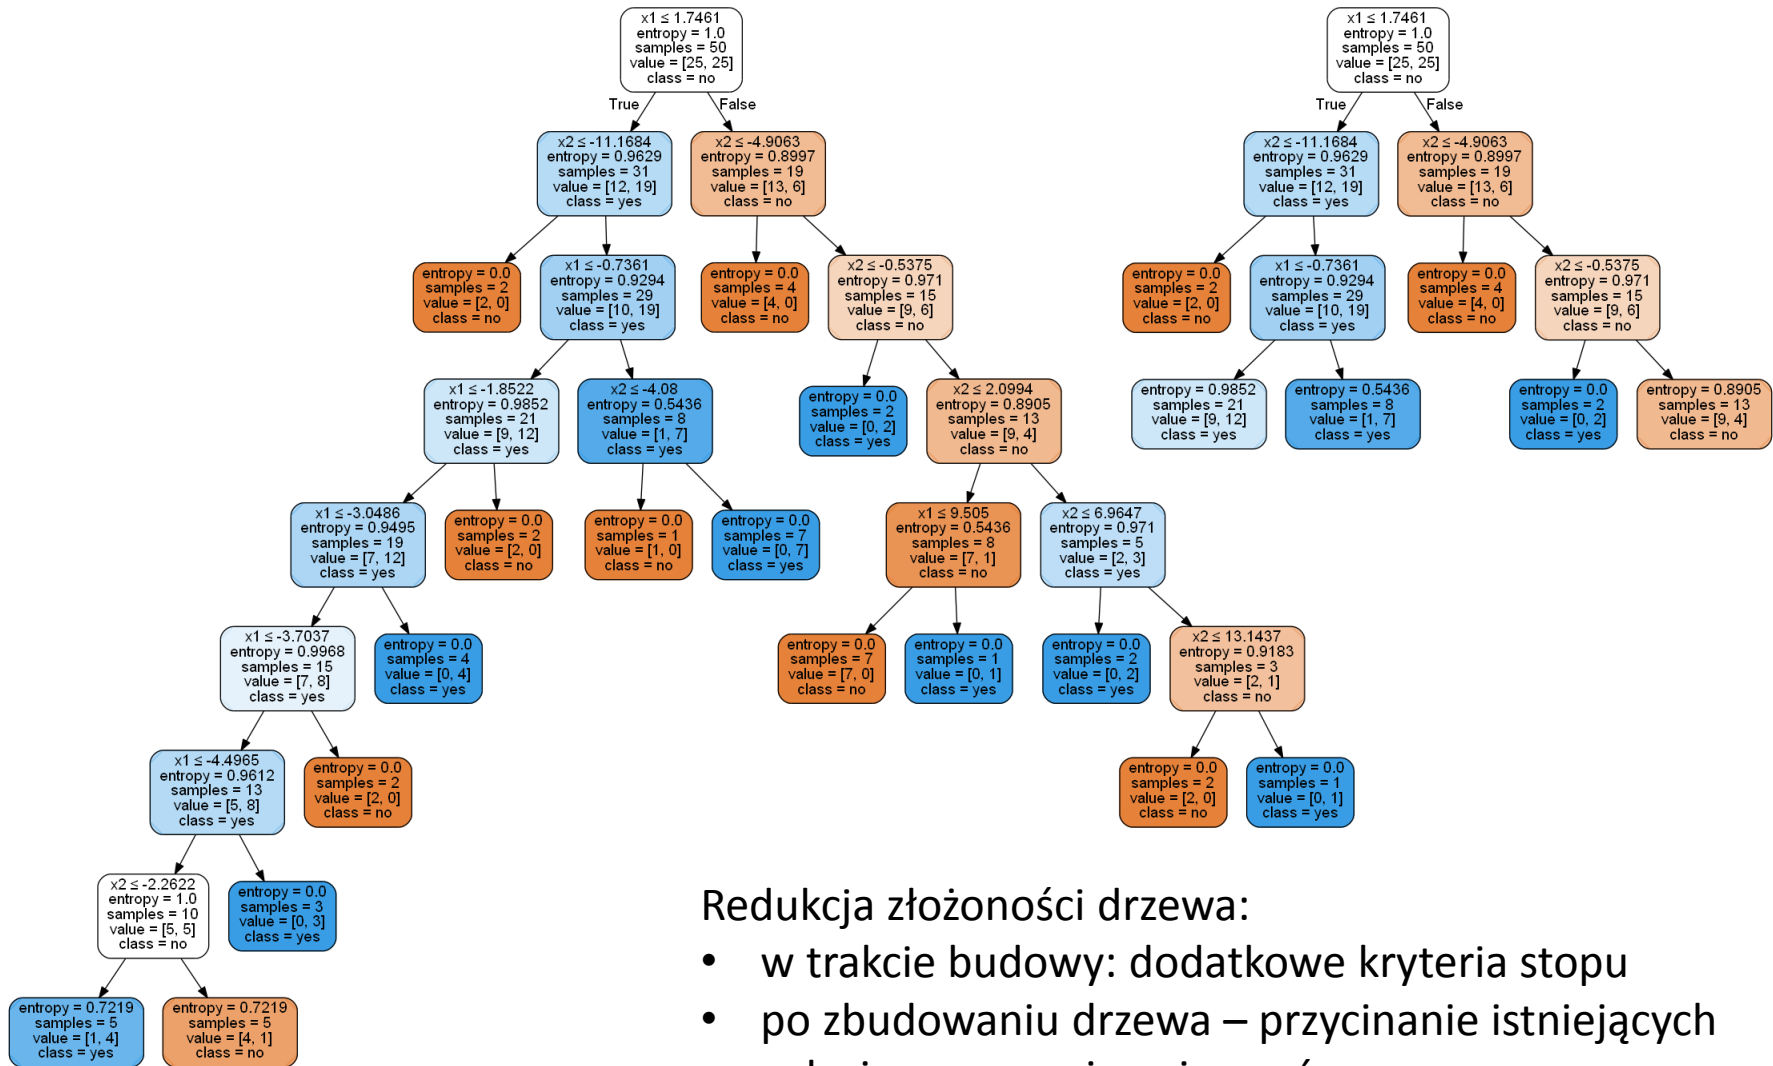 x1 ≤ 1.7461
entropy = 1.0
samples = 50
value = [25, 25]
class = no
True
False
x2 ≤ -11.1684
entropy = 0.9629
samples = 31
value = [12, 19]
class = yes
x2 ≤ -4.9063
entropy = 0.8997
samples = 19
value = [13, 6]
class = no
entropy = 0.0
samples = 2
value = [2, 0]
class = no
x1 ≤ -0.7361
entropy = 0.9294
samples = 29
value = [10, 19]
class = yes
entropy = 0.0
samples = 4
value = [4, 0]
class = no
x2 ≤ -0.5375
entropy = 0.971
samples = 15
value = [9, 6]
class = no
x1 ≤ -1.8522
entropy = 0.9852
samples = 21
value = [9, 12]
class = yes
x2 ≤ -4.08
entropy = 0.5436
samples = 8
value = [1, 7]
class = yes
entropy = 0.0
samples = 2
value = [0, 2]
class = yes
x2 ≤ 2.0994
entropy = 0.8905
samples = 13
value = [9, 4]
class = no
x1 ≤ -3.0486
entropy = 0.9495
samples = 19
value = [7, 12]
class = yes
entropy = 0.0
samples = 2
value = [2, 0]
class = no
entropy = 0.0
samples = 1
value = [1, 0]
class = no
entropy = 0.0
samples = 7
value = [0, 7]
class = yes
x1 ≤ 9.505
entropy = 0.5436
samples = 8
value = [7, 1]
class = no
x2 ≤ 6.9647
entropy = 0.971
samples = 5
value = [2, 3]
class = yes
x1 ≤ -3.7037
entropy = 0.9968
samples = 15
value = [7, 8]
class = yes
entropy = 0.0
samples = 4
value = [0, 4]
class = yes
entropy = 0.0
samples = 7
value = [7, 0]
class = no
entropy = 0.0
samples = 1
value = [0, 1]
class = yes
entropy = 0.0
samples = 2
value = [0, 2]
class = yes
x2 ≤ 13.1437
entropy = 0.9183
samples = 3
value = [2, 1]
class = no
x1 ≤ -4.4965
entropy = 0.9612
samples = 13
value = [5, 8]
class = yes
entropy = 0.0
samples = 2
value = [2, 0]
class = no
entropy = 0.0
samples = 2
value = [2, 0]
class = no
entropy = 0.0
samples = 1
value = [0, 1]
class = yes
x2 ≤ -2.2622
entropy = 1.0
samples = 10
value = [5, 5]
class = no
entropy = 0.0
samples = 3
value = [0, 3]
class = yes
entropy = 0.7219
samples = 5
value = [1, 4]
class = yes
entropy = 0.7219
samples = 5
value = [4, 1]
class = no
x1 ≤ 1.7461
entropy = 1.0
samples = 50
value = [25, 25]
class = no
True
False
x2 ≤ -11.1684
entropy = 0.9629
samples = 31
value = [12, 19]
class = yes
x2 ≤ -4.9063
entropy = 0.8997
samples = 19
value = [13, 6]
class = no
entropy = 0.0
samples = 2
value = [2, 0]
class = no
x1 ≤ -0.7361
entropy = 0.9294
samples = 29
value = [10, 19]
class = yes
entropy = 0.0
samples = 4
value = [4, 0]
class = no
x2 ≤ -0.5375
entropy = 0.971
samples = 15
value = [9, 6]
class = no
entropy = 0.9852
samples = 21
value = [9, 12]
class = yes
entropy = 0.5436
samples = 8
value = [1, 7]
class = yes
entropy = 0.0
samples = 2
value = [0, 2]
class = yes
entropy = 0.8905
samples = 13
value = [9, 4]
class = no
Redukcja złożoności drzewa:
• w trakcie budowy: dodatkowe kryteria stopu
• po zbudowaniu drzewa – przycinanie istniejących